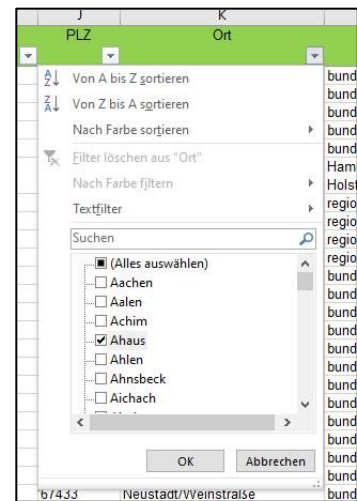 J K
PLZ Ort
Von A bis Z sortieren
Von Z bis A sortieren
Nach Farbe sortieren
Filter löschen aus "Ort"
Nach Farbe filtern
Textfilter
Suchen
(Alles auswählen)
Aachen
Aalen
Achim
Ahaus
Ahlen
Ahnsbeck
Aichach
OK Abbrechen
bund
bund
bund
bund
bund
Ham
Holst
regio
regio
regio
regio
bund
bund
bund
bund
bund
bund
bund
bund
bund
bund
bund
bund
67433 Neustadt/Weinstraße bund